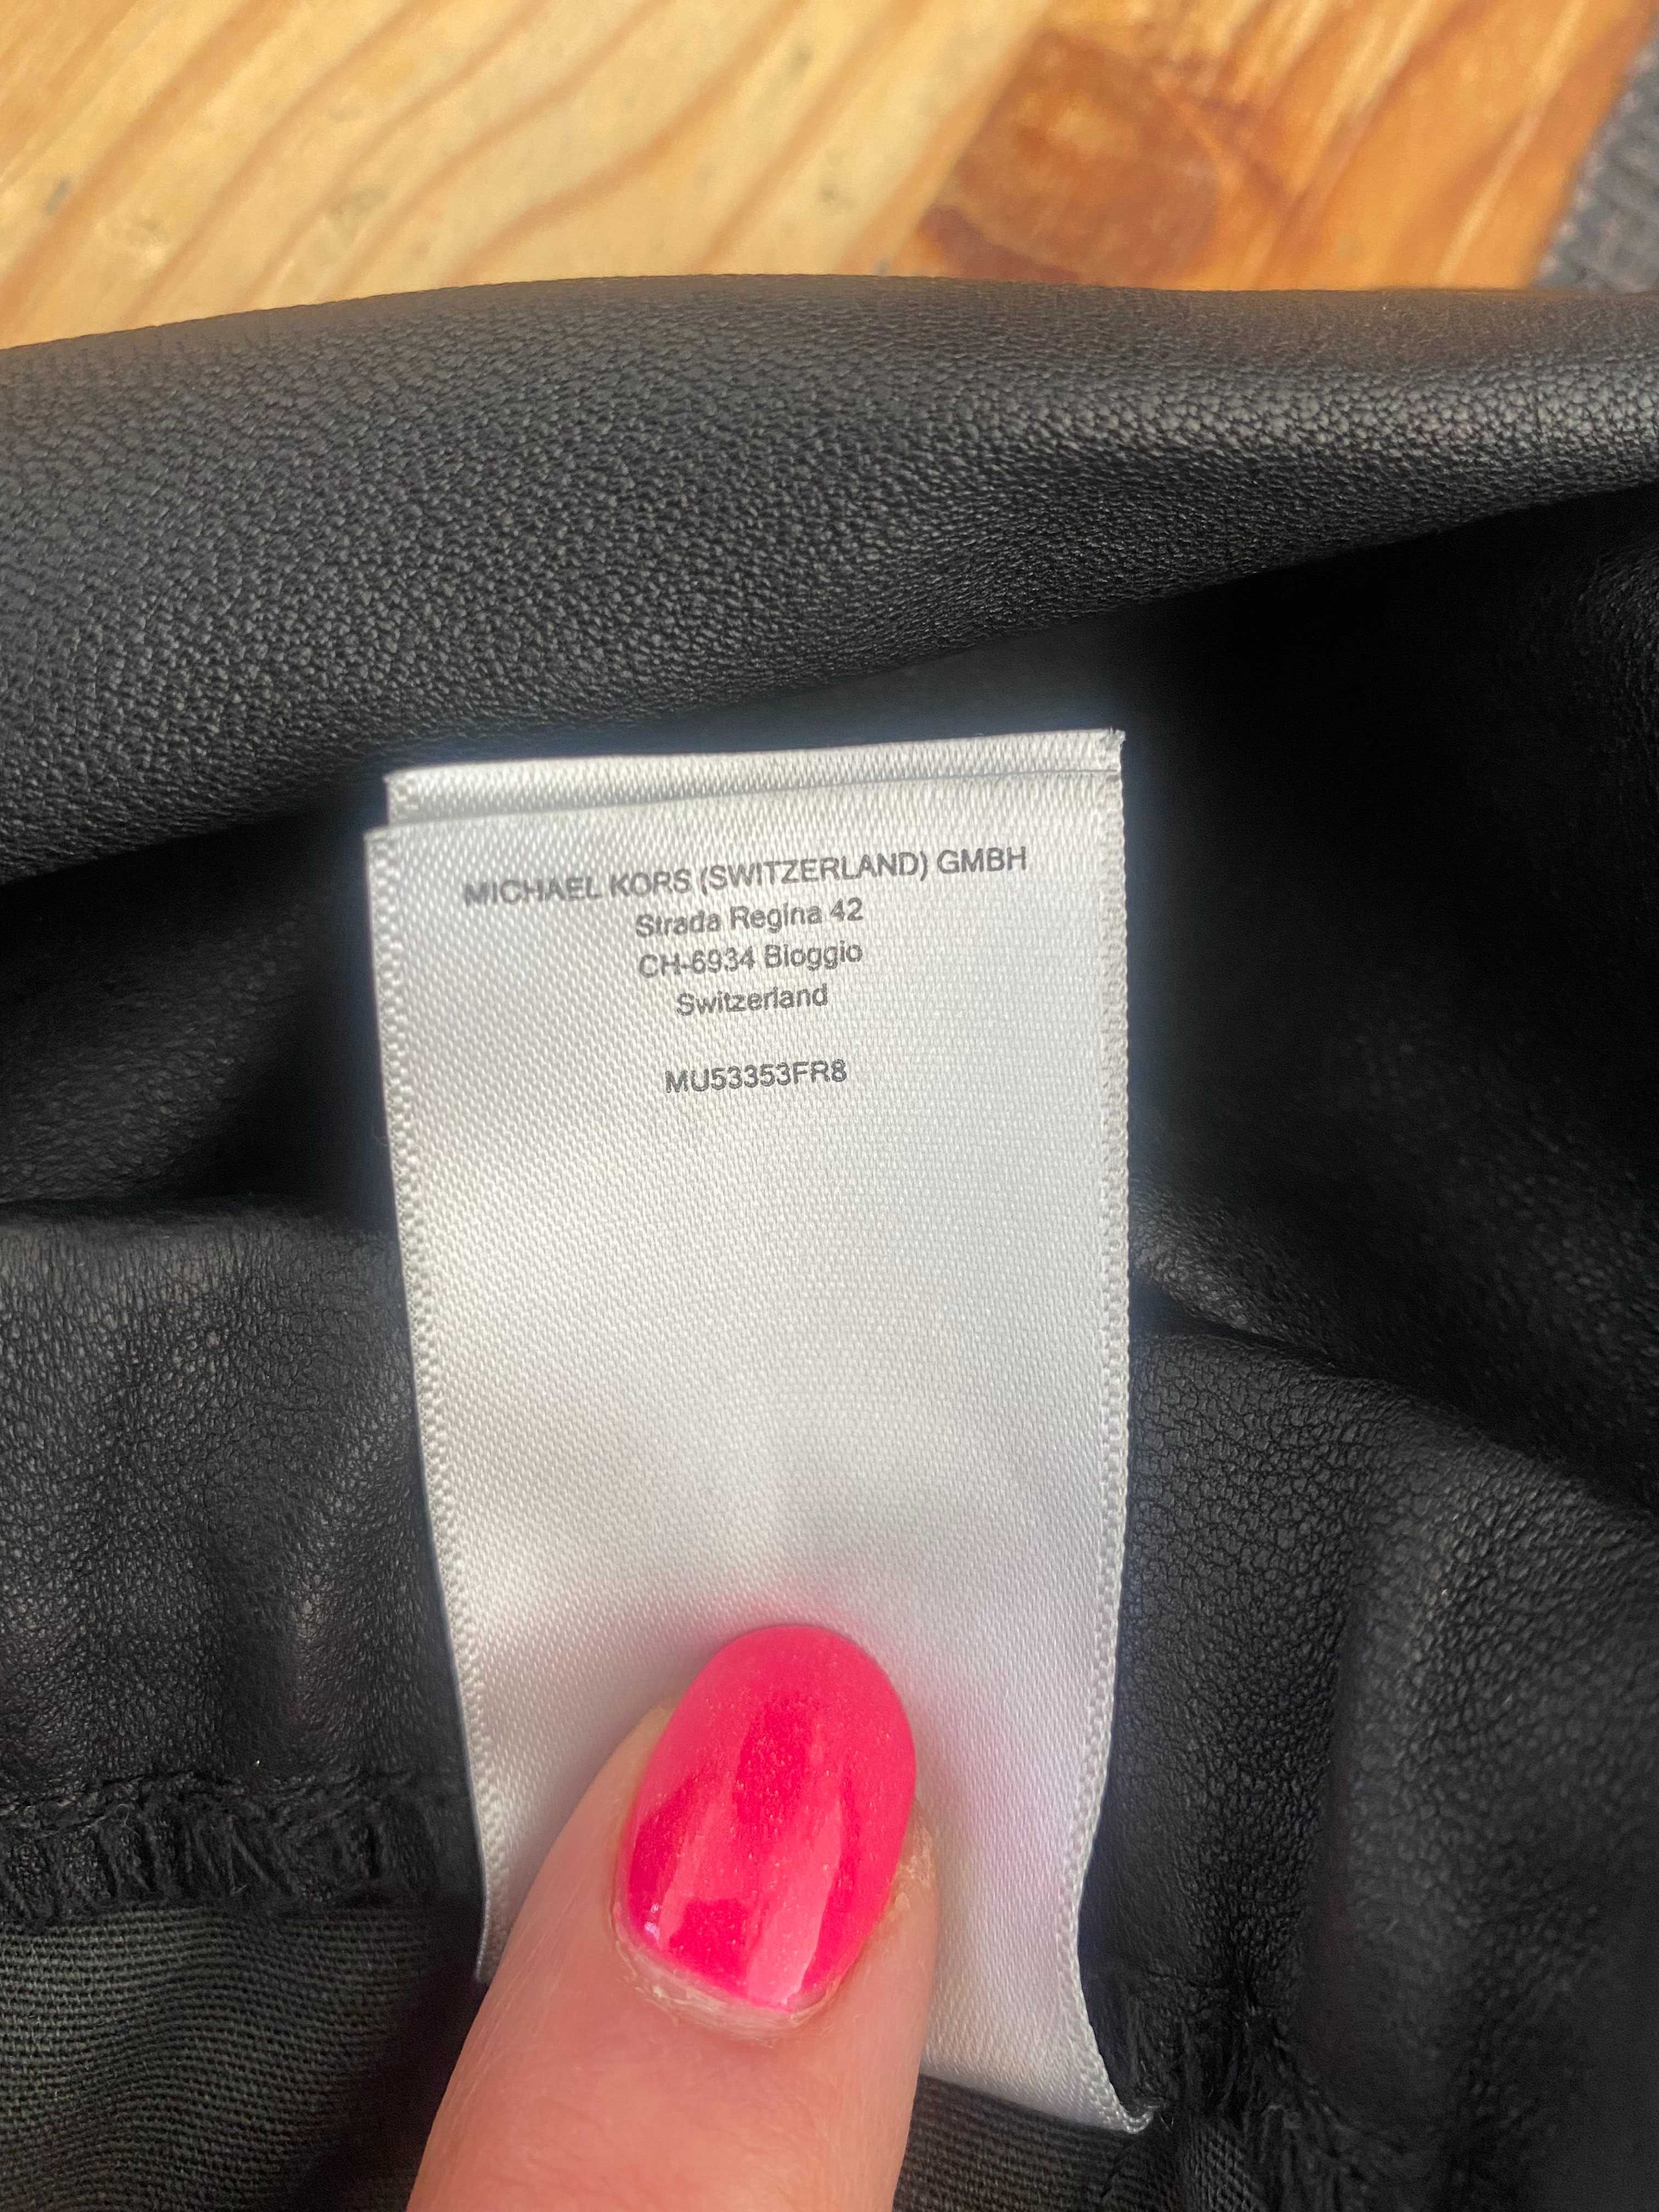 MICHAEL KORS (SWITZERLAND) GMBH
Strada Regina 42
CH-6934 Bioggio
Switzerland
MU53353FR8